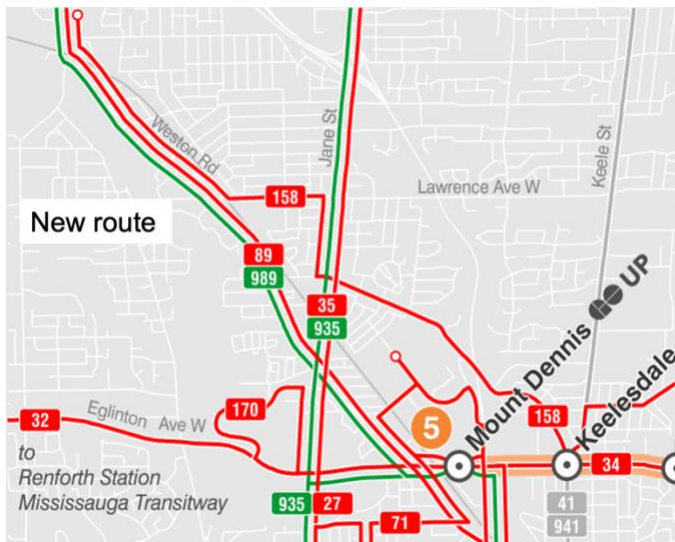 Weston Rd
Jane St
Keele St
158
Lawrence Ave W
New route
89
989
35
935
UP
Mount Dennis
Keelesdale
5
170
158
32
Eglinton Ave W
34
to
Renforth Station
Mississauga Transitway
935
27
71
41
941